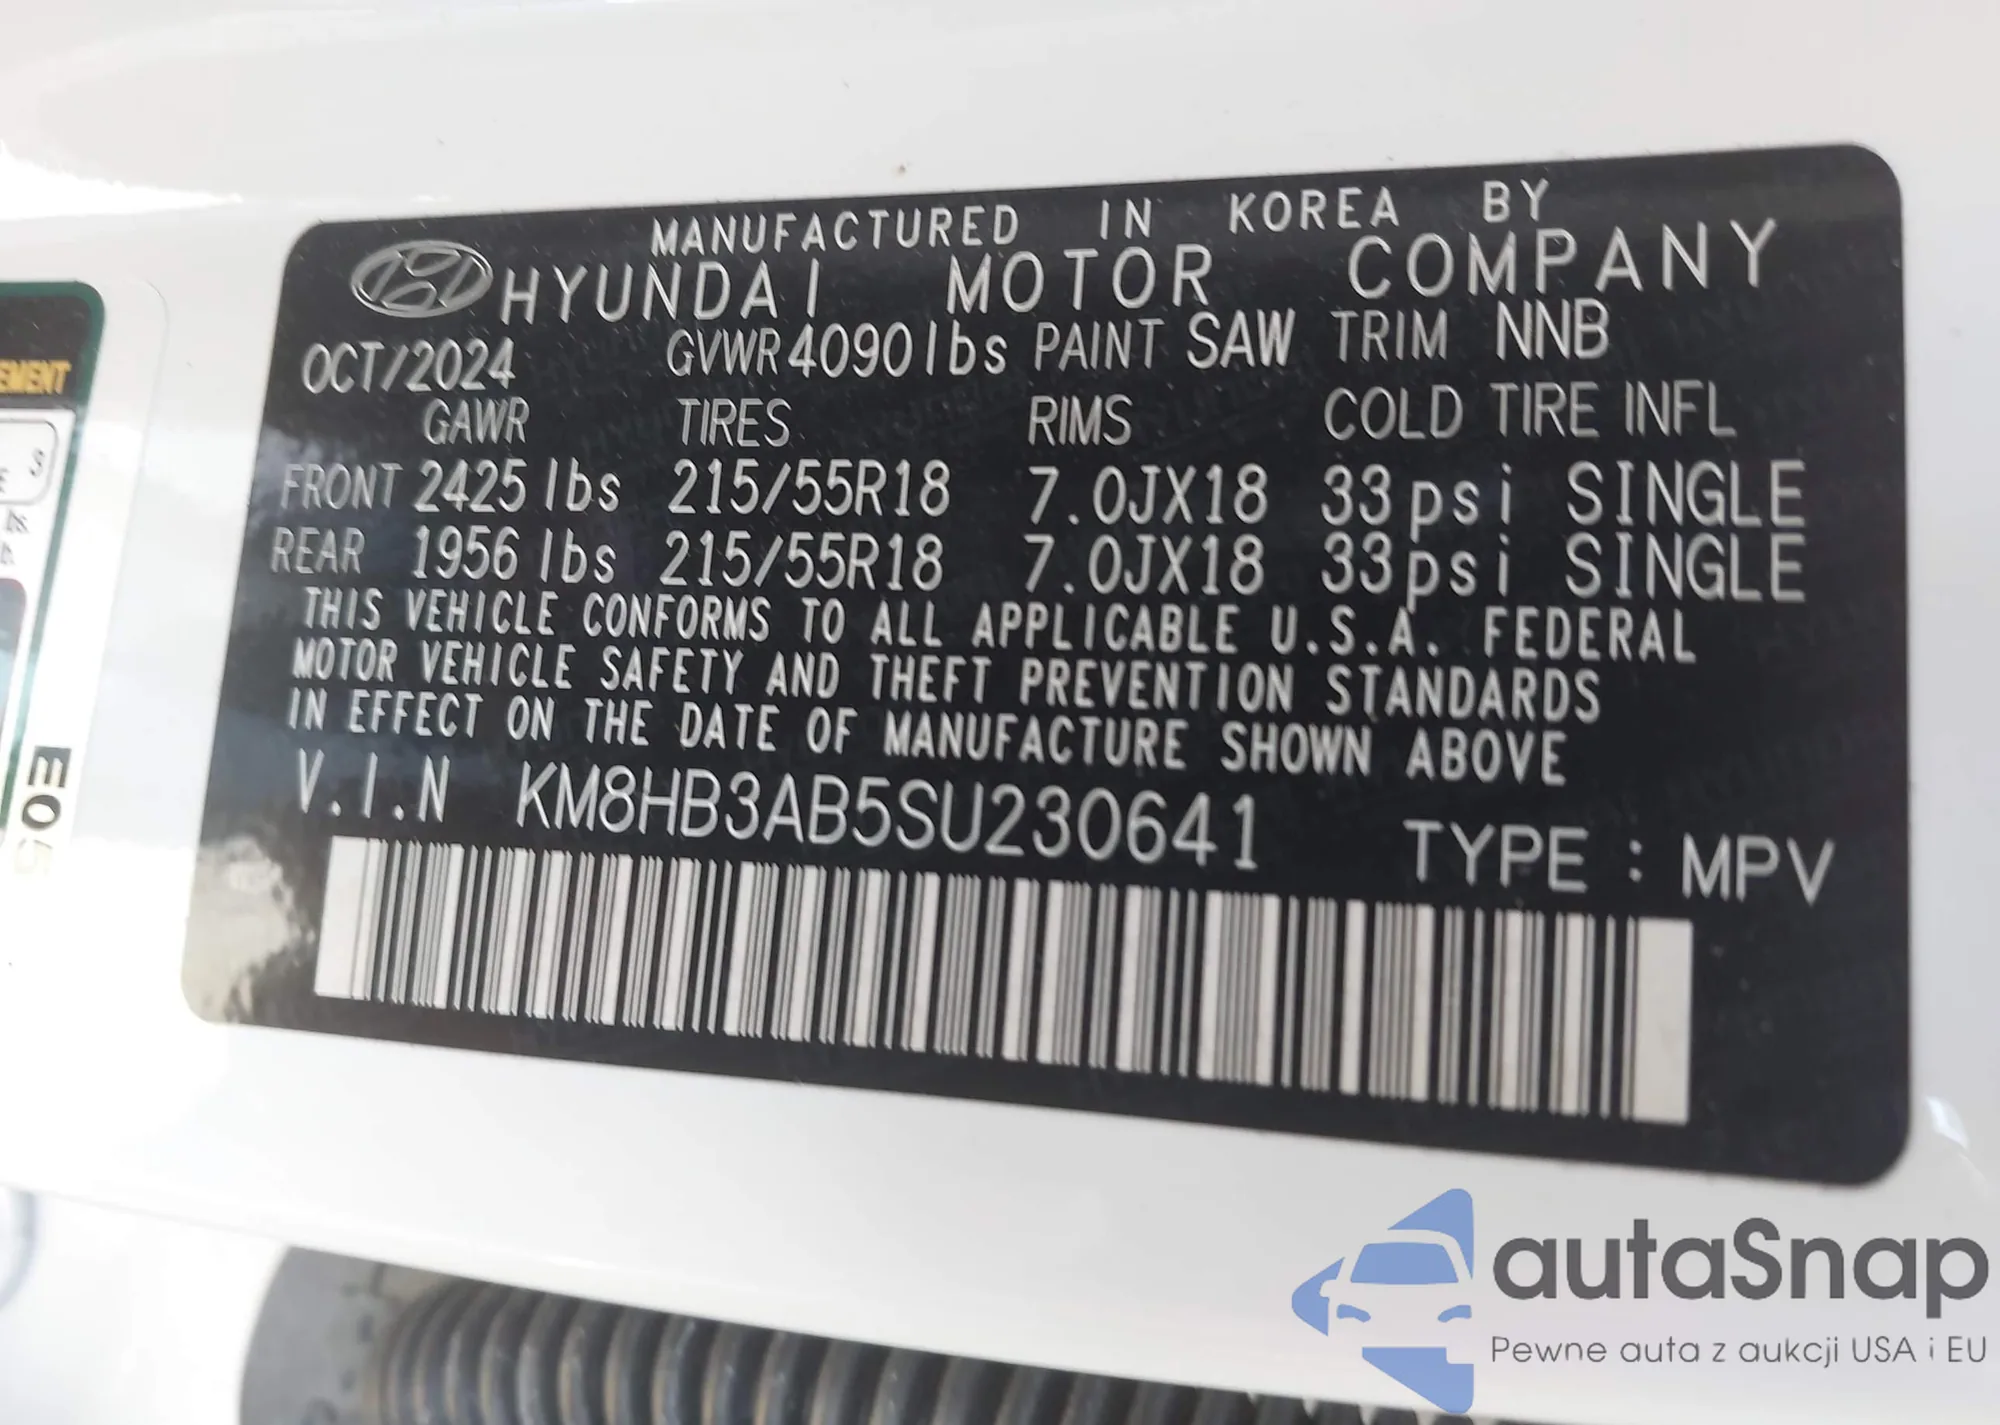 MANUFACTURED IN KOREA BY
HYUNDAI MOTOR COMPANY
OCT/2024 GVWR 4090lbs PAINT SAW TRIM NNB
GAWR TIRES RIMS COLD TIRE INFL
FRONT 2425 lbs 215/55R18 7.0JX18 33psi SINGLE
REAR 1956 lbs 215/55R18 7.0JX18 33psi SINGLE
THIS VEHICLE CONFORMS TO ALL APPLICABLE U.S.A. FEDERAL
MOTOR VEHICLE SAFETY AND THEFT PREVENTION STANDARDS
IN EFFECT ON THE DATE OF MANUFACTURE SHOWN ABOVE
V.I.N KM8HB3AB5SU230641 TYPE : MPV
E05
autaSnap
Pewne auta z aukcji USA i EU